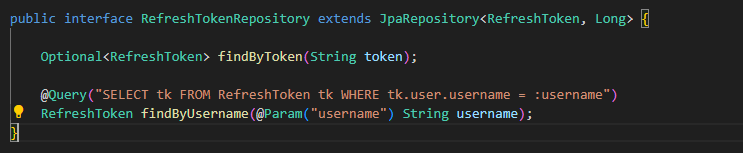 public interface RefreshTokenRepository extends JpaRepository<RefreshToken, Long> {
Optional<RefreshToken> findByToken(String token);
@Query("SELECT tk FROM RefreshToken tk WHERE tk.user.username = :username")
RefreshToken findByUsername(@Param("username") String username);
}